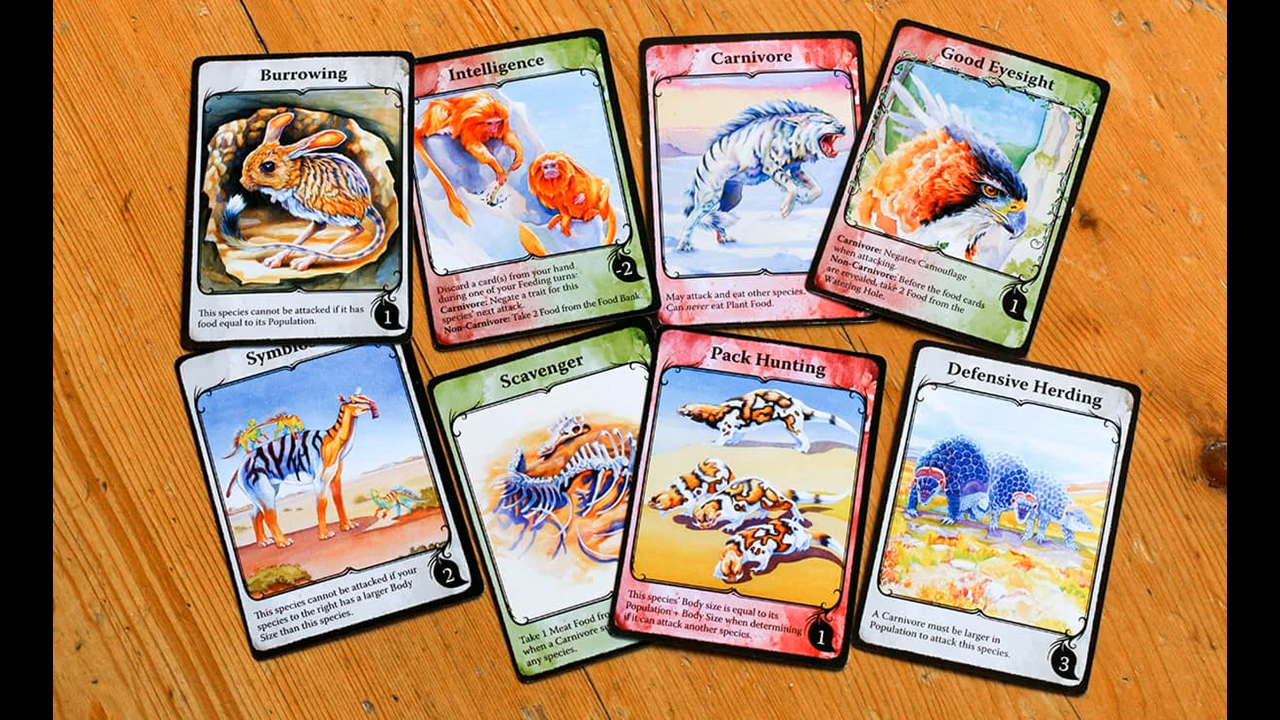 Burrowing
This species cannot be attacked if it has
food equal to its Population.
1
Intelligence
Discard a card(s) from your hand
during one of your Feeding turns:
Carnivore: Negate a trait for this
species' next attack.
Non-Carnivore: Take 2 Food from the Food Bank.
-2
Carnivore
May attack and eat other species.
Can never eat Plant Food.
Good Eyesight
Carnivore: Negates Camouflage
when attacking.
Non-Carnivore: Before the food cards
are revealed, take 2 Food from the
Watering Hole.
1
This species cannot be attacked if your
species to the right has a larger Body
Size than this species.
2
Scavenger
Take 1 Meat Food
when a Carnivore
any species.
Pack Hunting
This species' Body size is equal to its
Population + Body Size when determining
if it can attack another species.
1
Defensive Herding
A Carnivore must be larger in
Population to attack this species.
3